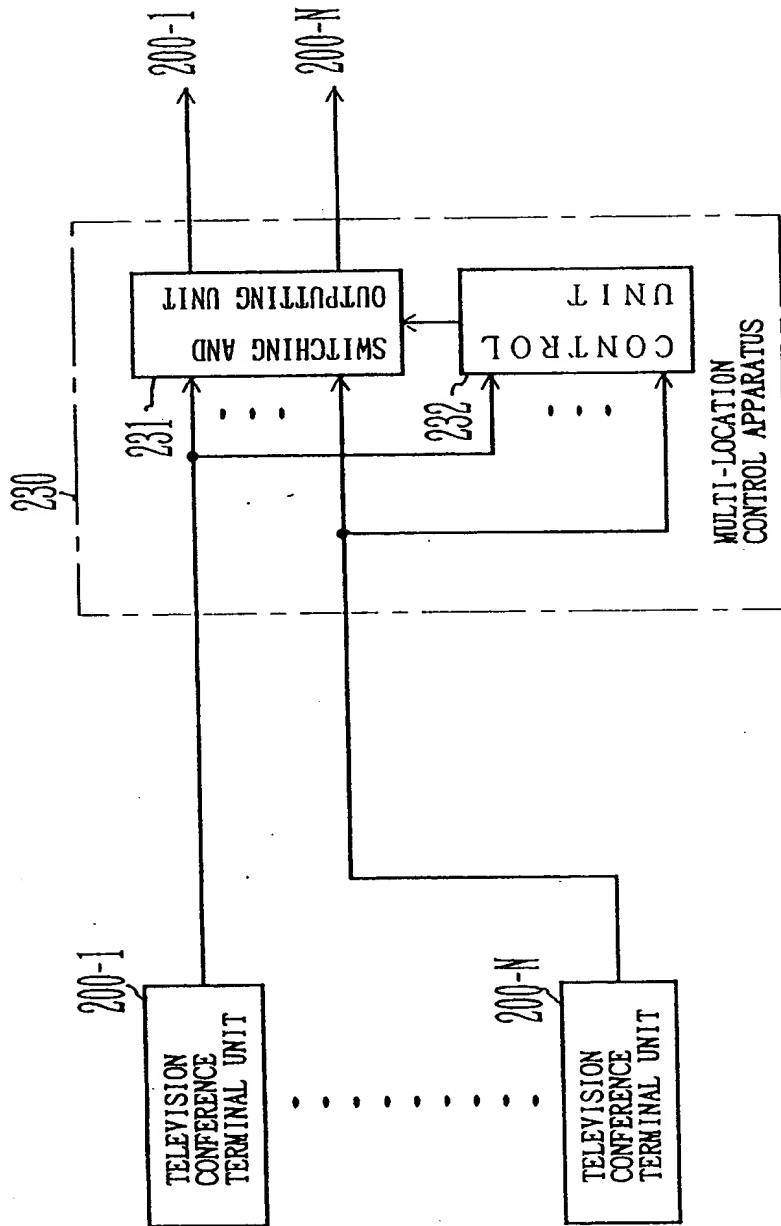 200-1
TELEVISION
CONFERENCE
TERMINAL UNIT
200-N
TELEVISION
CONFERENCE
TERMINAL UNIT
230
231
SWITCHING AND
OUTPUTTING UNIT
232
CONTROL
UNIT
MULTI-LOCATION
CONTROL APPARATUS
200-1
200-N